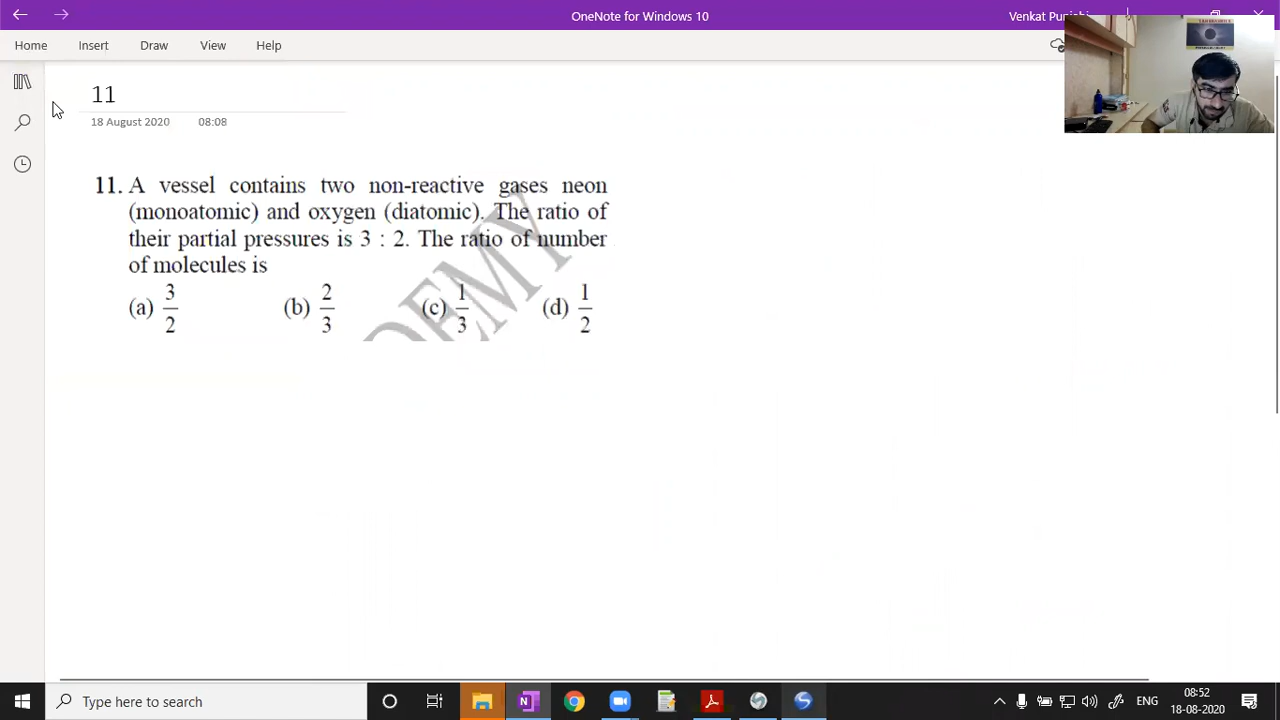 OneNote for Windows 10
Home Insert Draw View Help
11
18 August 2020 08:08
11. A vessel contains two non-reactive gases neon
(monoatomic) and oxygen (diatomic). The ratio of
their partial pressures is 3 : 2. The ratio of number
of molecules is
(a) 3/2 (b) 2/3 (c) 1/3 (d) 1/2
DEMY
Type here to search
ENG
08:52
18-08-2020